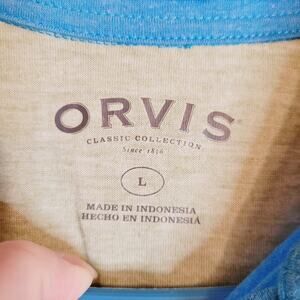 ORVIS®
CLASSIC COLLECTION
Since 1856
L
MADE IN INDONESIA
HECHO EN INDONESIA